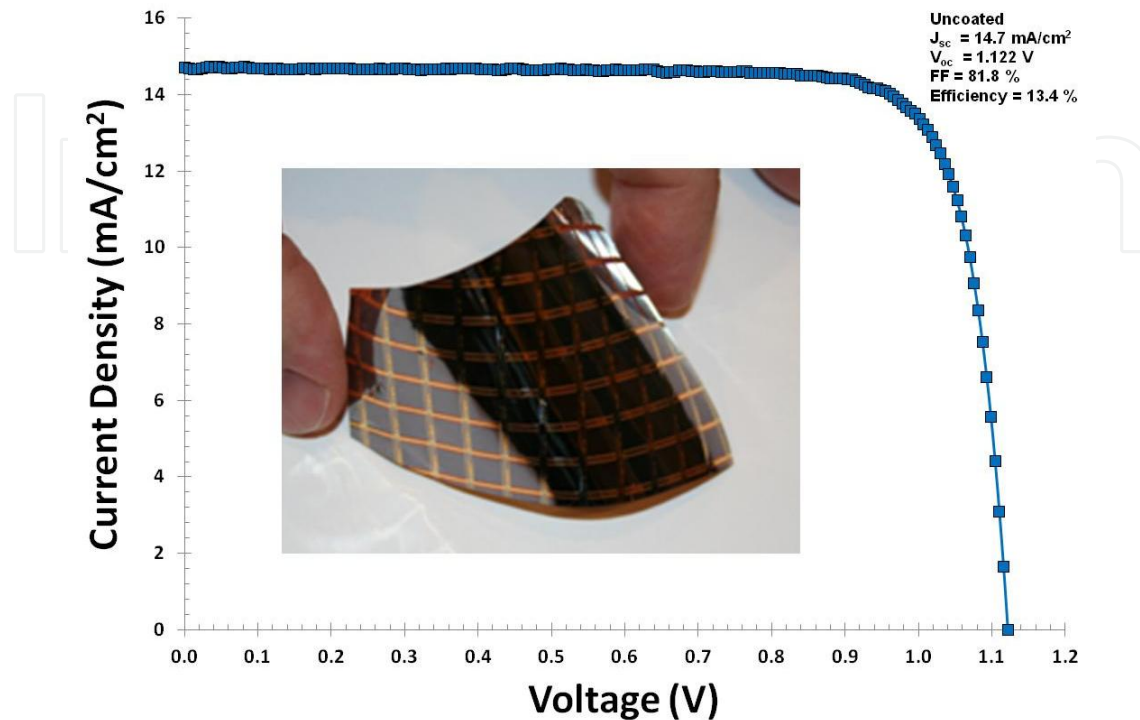 16
14
12
10
8
6
4
2
0
Current Density (mA/cm²)
Uncoated
J_sc = 14.7 mA/cm²
V_oc = 1.122 V
FF = 81.8 %
Efficiency = 13.4 %
0.0 0.1 0.2 0.3 0.4 0.5 0.6 0.7 0.8 0.9 1.0 1.1 1.2
Voltage (V)